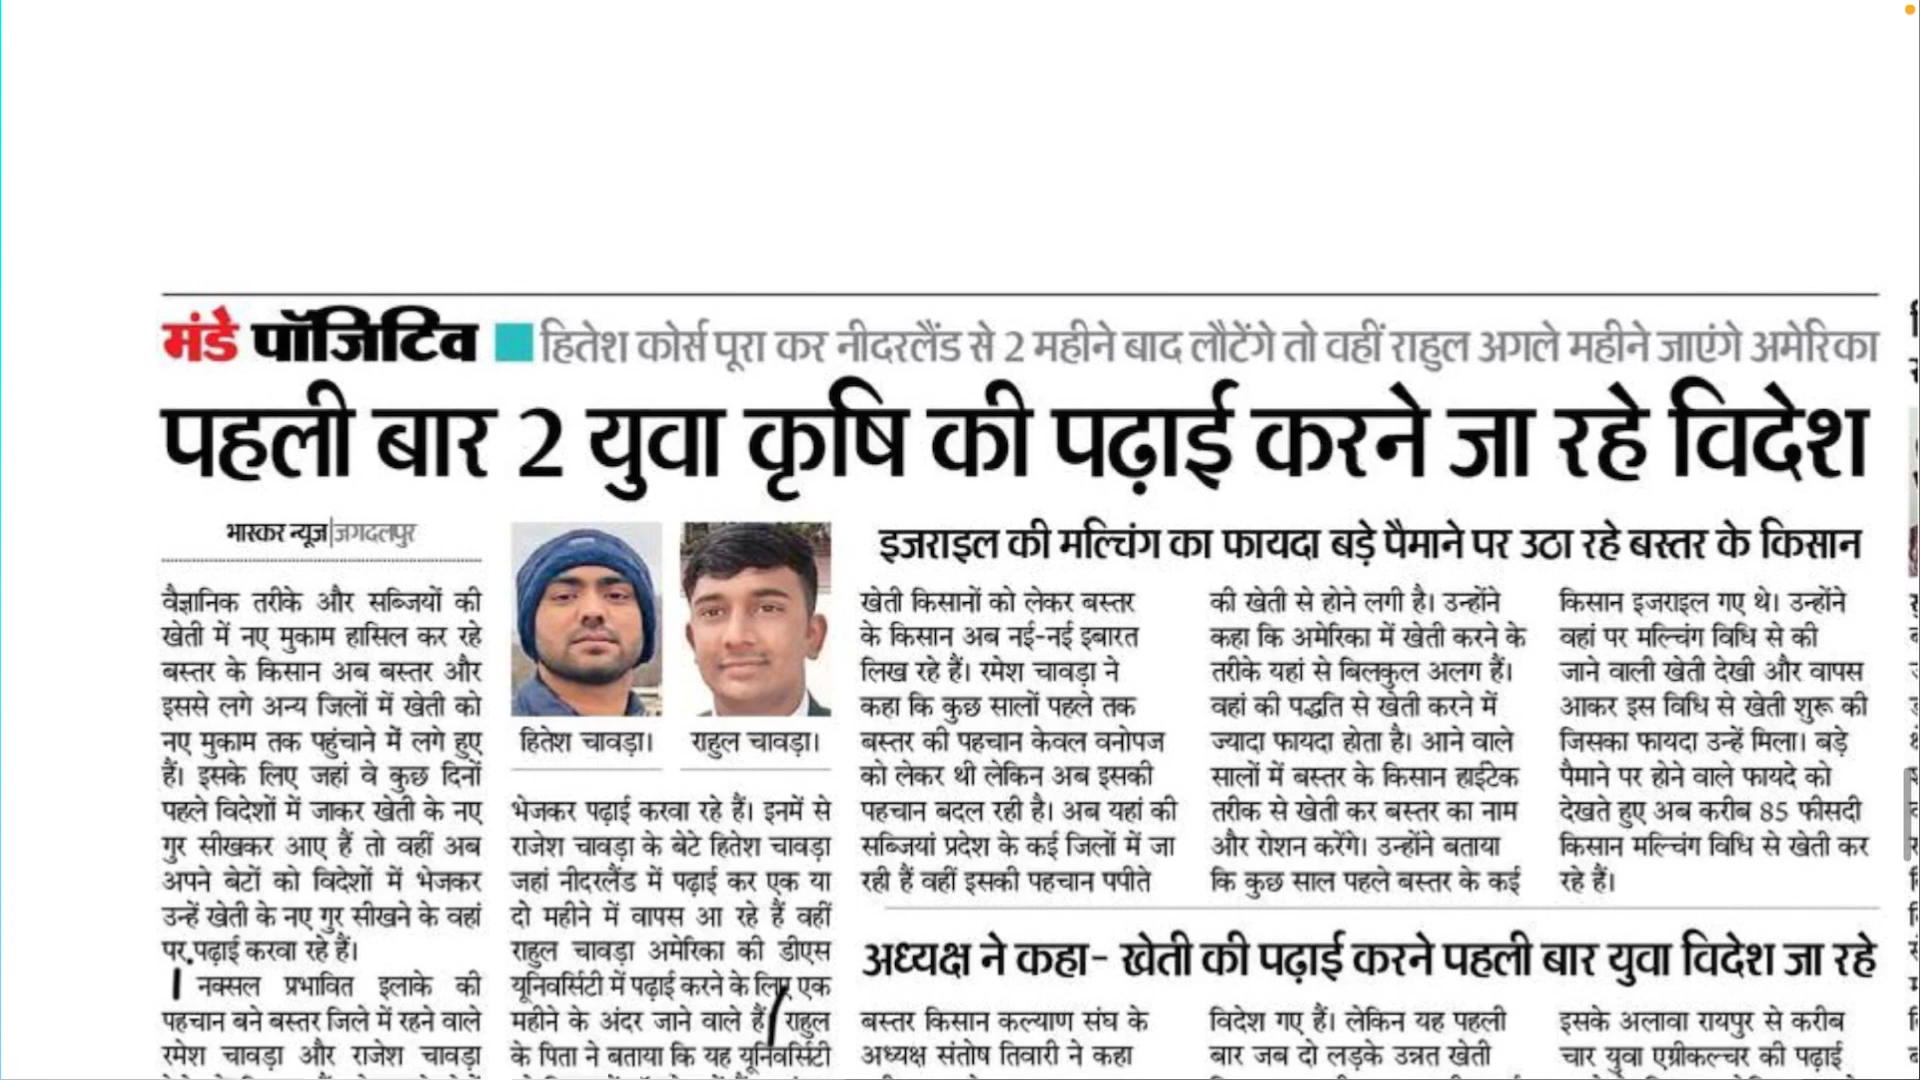 मंडे पॉजिटिव
हितेश कोर्स पूरा कर नीदरलैंड से 2 महीने बाद लौटेंगे तो वहीं राहुल अगले महीने जाएंगे अमेरिका
पहली बार 2 युवा कृषि की पढ़ाई करने जा रहे विदेश
भास्कर न्यूज|जगदलपुर
वैज्ञानिक तरीके और सब्जियों की
खेती में नए मुकाम हासिल कर रहे
बस्तर के किसान अब बस्तर और
इससे लगे अन्य जिलों में खेती को
नए मुकाम तक पहुंचाने में लगे हुए
हैं। इसके लिए जहां वे कुछ दिनों
पहले विदेशों में जाकर खेती के नए
गुर सीखकर आए हैं तो वहीं अब
अपने बेटों को विदेशों में भेजकर
उन्हें खेती के नए गुर सीखने के वहां
पर पढ़ाई करवा रहे हैं।
नक्सल प्रभावित इलाके की
पहचान बने बस्तर जिले में रहने वाले
रमेश चावड़ा और राजेश चावड़ा
हितेश चावड़ा।
राहुल चावड़ा।
भेजकर पढ़ाई करवा रहे हैं। इनमें से
राजेश चावड़ा के बेटे हितेश चावड़ा
जहां नीदरलैंड में पढ़ाई कर एक या
दो महीने में वापस आ रहे हैं वहीं
राहुल चावड़ा अमेरिका की डीएस
यूनिवर्सिटी में पढ़ाई करने के लिए एक
महीने के अंदर जाने वाले हैं। राहुल
के पिता ने बताया कि यह यूनिवर्सिटी
इजराइल की मल्चिंग का फायदा बड़े पैमाने पर उठा रहे बस्तर के किसान
खेती किसानों को लेकर बस्तर
के किसान अब नई-नई इबारत
लिख रहे हैं। रमेश चावड़ा ने
कहा कि कुछ सालों पहले तक
बस्तर की पहचान केवल वनोपज
को लेकर थी लेकिन अब इसकी
पहचान बदल रही है। अब यहां की
सब्जियां प्रदेश के कई जिलों में जा
रही हैं वहीं इसकी पहचान पपीते
की खेती से होने लगी है। उन्होंने
कहा कि अमेरिका में खेती करने के
तरीके यहां से बिलकुल अलग हैं।
वहां की पद्धति से खेती करने में
ज्यादा फायदा होता है। आने वाले
सालों में बस्तर के किसान हाईटेक
तरीक से खेती कर बस्तर का नाम
और रोशन करेंगे। उन्होंने बताया
कि कुछ साल पहले बस्तर के कई
किसान इजराइल गए थे। उन्होंने
वहां पर मल्चिंग विधि से की
जाने वाली खेती देखी और वापस
आकर इस विधि से खेती शुरू की
जिसका फायदा उन्हें मिला। बड़े
पैमाने पर होने वाले फायदे को
देखते हुए अब करीब 85 फीसदी
किसान मल्चिंग विधि से खेती कर
रहे हैं।
अध्यक्ष ने कहा- खेती की पढ़ाई करने पहली बार युवा विदेश जा रहे
बस्तर किसान कल्याण संघ के
अध्यक्ष संतोष तिवारी ने कहा
विदेश गए हैं। लेकिन यह पहली
बार जब दो लड़के उन्नत खेती
इसके अलावा रायपुर से करीब
चार युवा एग्रीकल्चर की पढ़ाई